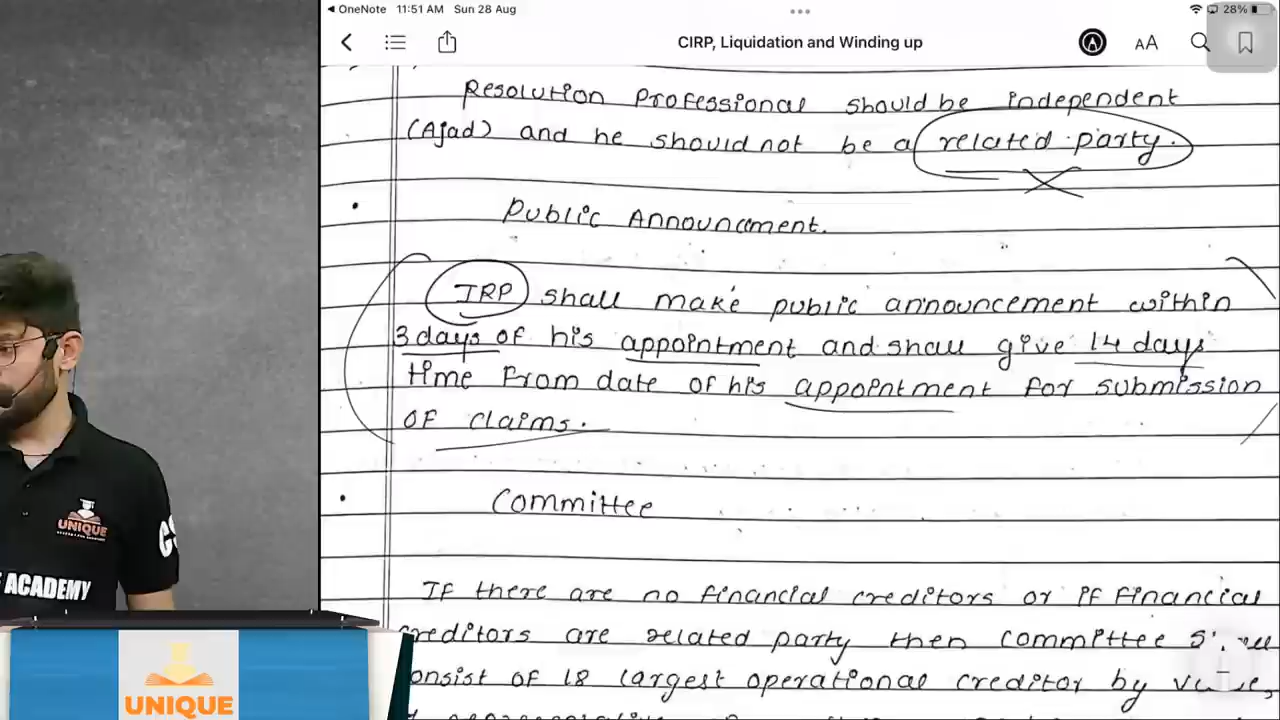 OneNote 11:51 AM Sun 28 Aug
28%
CIRP, Liquidation and Winding up
AA
Resolution Professional should be independent
(Ajad) and he should not be a related party.
Public Announcement.
IRP shall make public announcement within
3 days of his appointment and shall give 14 days
time from date of his appointment for submission
of claims.
Committee
If there are no financial creditors or if financial
creditors are related party then committee
consist of 18 largest operational creditor by
UNIQUE
CS
ACADEMY
UNIQUE